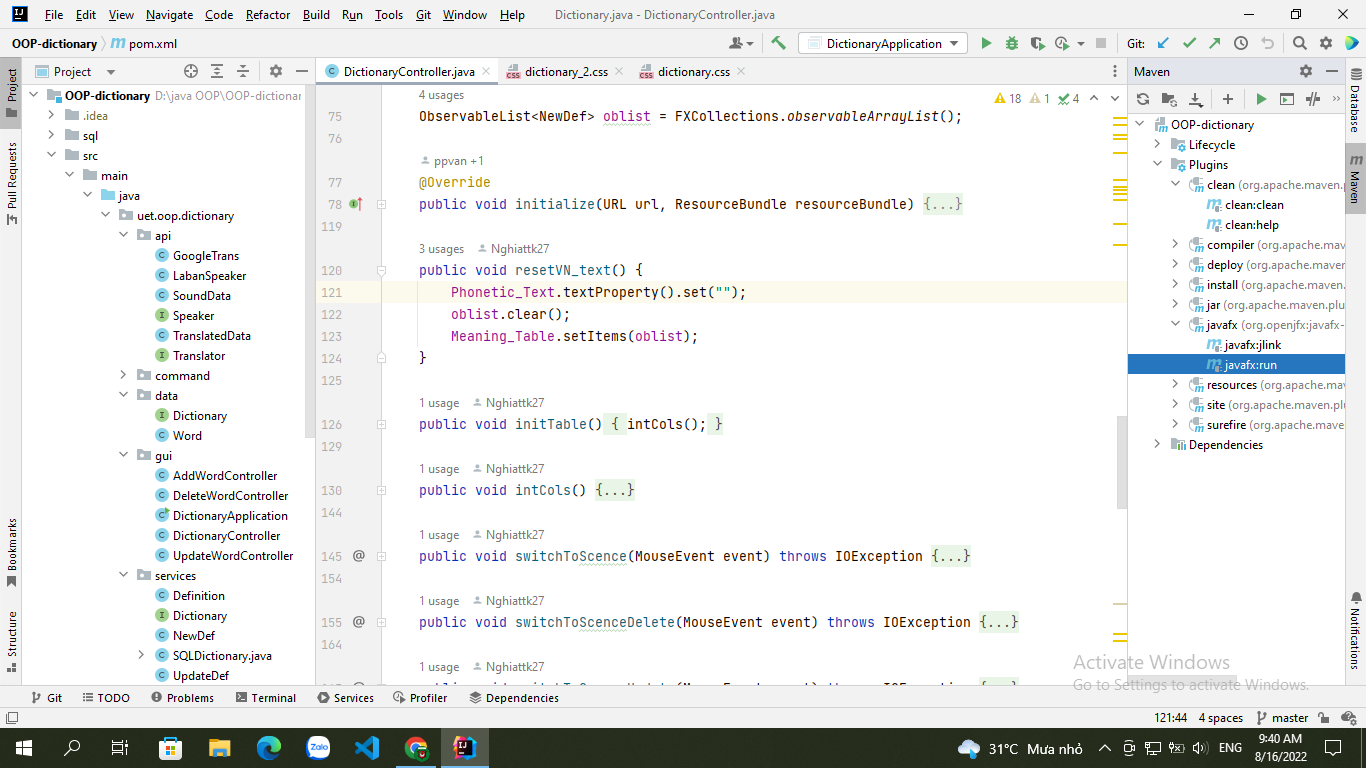 File Edit View Navigate Code Refactor Build Run Tools Git Window Help Dictionary.java - DictionaryController.java
OOP-dictionary pom.xml DictionaryApplication Git:
Project
DictionaryController.java dictionary_2.css dictionary.css
Maven
Project
Pull Requests
Bookmarks
Structure
OOP-dictionary D:\java OOP\OOP-dictionar
.idea
sql
src
main
java
uet.oop.dictionary
api
GoogleTrans
LabanSpeaker
SoundData
Speaker
TranslatedData
Translator
command
data
Dictionary
Word
gui
AddWordController
DeleteWordController
DictionaryApplication
DictionaryController
UpdateWordController
services
Definition
Dictionary
NewDef
SQLDictionary.java
UpdateDef
18 1 4
4 usages
75 ObservableList<NewDef> oblist = FXCollections.observableArrayList();
76
ppvan +1
77 @Override
78 public void initialize(URL url, ResourceBundle resourceBundle) {...}
119
3 usages Nghiattk27
120 public void resetVN_text() {
121 Phonetic_Text.textProperty().set("");
122 oblist.clear();
123 Meaning_Table.setItems(oblist);
124 }
125
1 usage Nghiattk27
126 public void initTable() { intCols(); }
129
1 usage Nghiattk27
130 public void intCols() {...}
144
1 usage Nghiattk27
145 @ public void switchToScence(MouseEvent event) throws IOException {...}
154
1 usage Nghiattk27
155 @ public void switchToScenceDelete(MouseEvent event) throws IOException {...}
164
1 usage Nghiattk27
OOP-dictionary
Lifecycle
Plugins
clean (org.apache.maven.p
clean:clean
clean:help
compiler (org.apache.mav
deploy (org.apache.maven
install (org.apache.maven.
jar (org.apache.maven.plu
javafx (org.openjfx:javafx-
javafx:jlink
javafx:run
resources (org.apache.mav
site (org.apache.maven.plu
surefire (org.apache.mave
Dependencies
Database
Maven
Notifications
Activate Windows
Go to Settings to activate Windows.
Git TODO Problems Terminal Services Profiler Dependencies
121:44 4 spaces master
31°C Mưa nhỏ ENG 9:40 AM
8/16/2022
Zalo